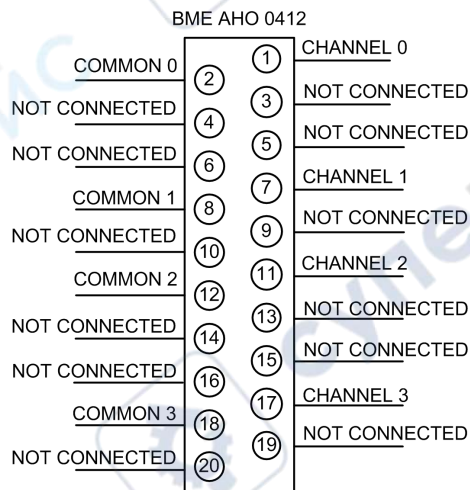 BME AHO 0412
1 CHANNEL 0
COMMON 0 2
3 NOT CONNECTED
NOT CONNECTED 4
5 NOT CONNECTED
NOT CONNECTED 6
7 CHANNEL 1
COMMON 1 8
9 NOT CONNECTED
NOT CONNECTED 10
11 CHANNEL 2
COMMON 2 12
13 NOT CONNECTED
NOT CONNECTED 14
15 NOT CONNECTED
NOT CONNECTED 16
17 CHANNEL 3
COMMON 3 18
19 NOT CONNECTED
NOT CONNECTED 20